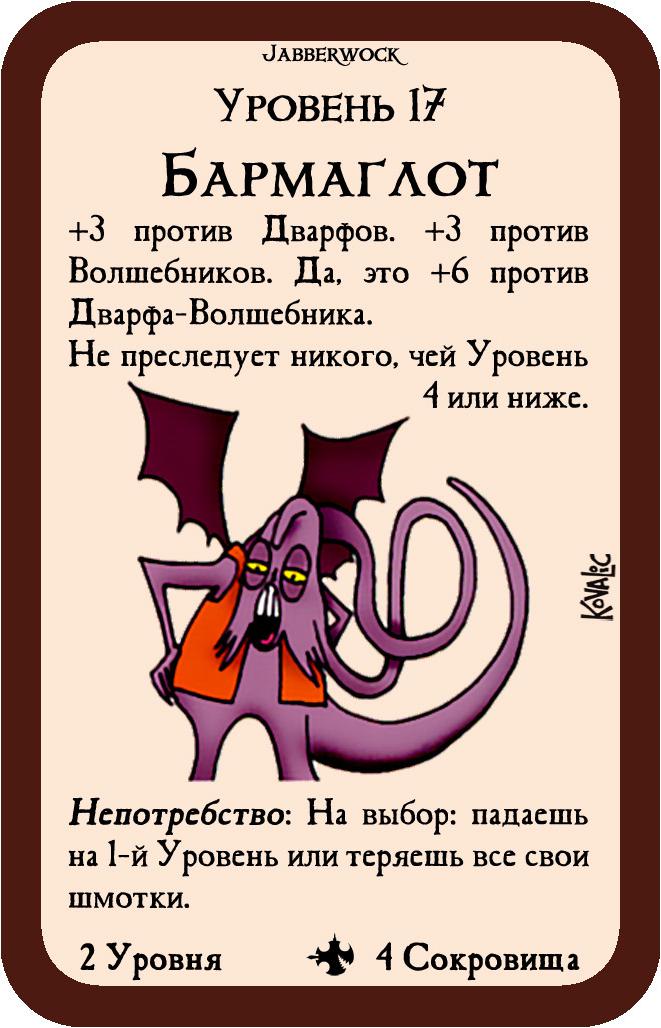 Jabberwock
Уровень 17
Бармаглот
+3 против Дварфов. +3 против
Волшебников. Да, это +6 против
Дварфа-Волшебника.
Не преследует никого, чей Уровень
4 или ниже.
Kovalic
Непотребство: На выбор: падаешь
на 1-й Уровень или теряешь все свои
шмотки.
2 Уровня 4 Сокровища